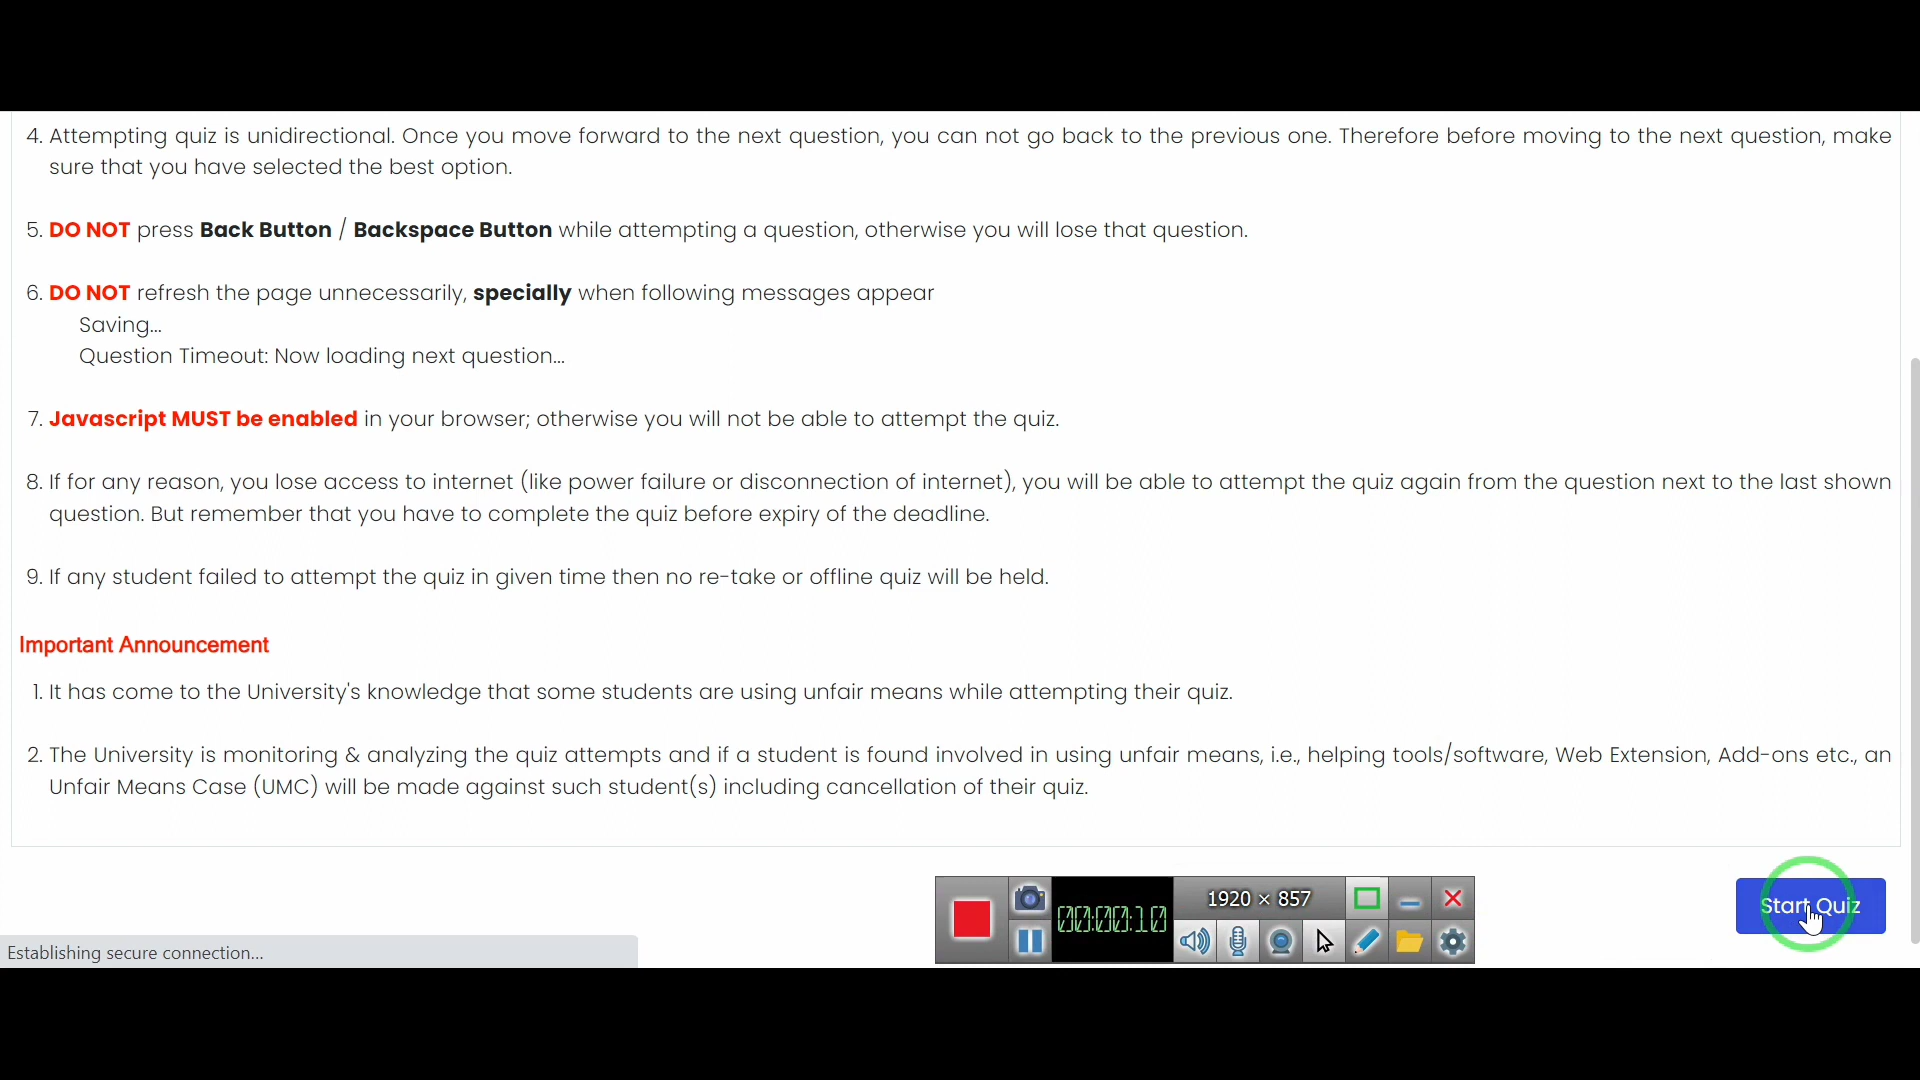 4. Attempting quiz is unidirectional. Once you move forward to the next question, you can not go back to the previous one. Therefore before moving to the next question, make
sure that you have selected the best option.
5. DO NOT press Back Button / Backspace Button while attempting a question, otherwise you will lose that question.
6. DO NOT refresh the page unnecessarily, specially when following messages appear
Saving...
Question Timeout: Now loading next question...
7. Javascript MUST be enabled in your browser; otherwise you will not be able to attempt the quiz.
8. If for any reason, you lose access to internet (like power failure or disconnection of internet), you will be able to attempt the quiz again from the question next to the last shown
question. But remember that you have to complete the quiz before expiry of the deadline.
9. If any student failed to attempt the quiz in given time then no re-take or offline quiz will be held.
Important Announcement
1. It has come to the University's knowledge that some students are using unfair means while attempting their quiz.
2. The University is monitoring & analyzing the quiz attempts and if a student is found involved in using unfair means, i.e., helping tools/software, Web Extension, Add-ons etc., an
Unfair Means Case (UMC) will be made against such student(s) including cancellation of their quiz.
1920 × 857
00:00:10
Start Quiz
Establishing secure connection...